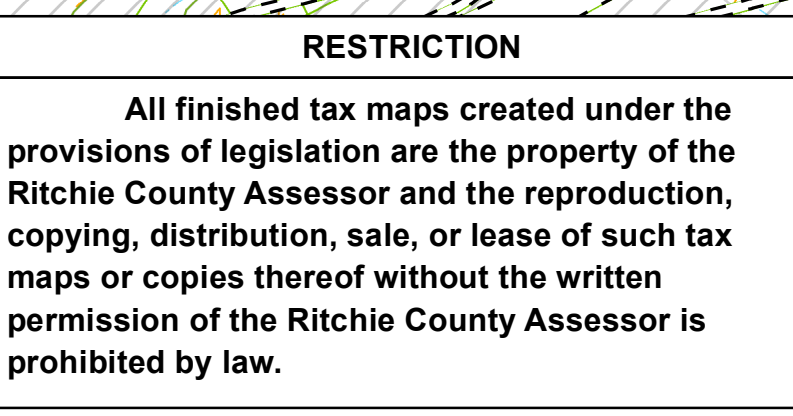 RESTRICTION
All finished tax maps created under the
provisions of legislation are the property of the
Ritchie County Assessor and the reproduction,
copying, distribution, sale, or lease of such tax
maps or copies thereof without the written
permission of the Ritchie County Assessor is
prohibited by law.